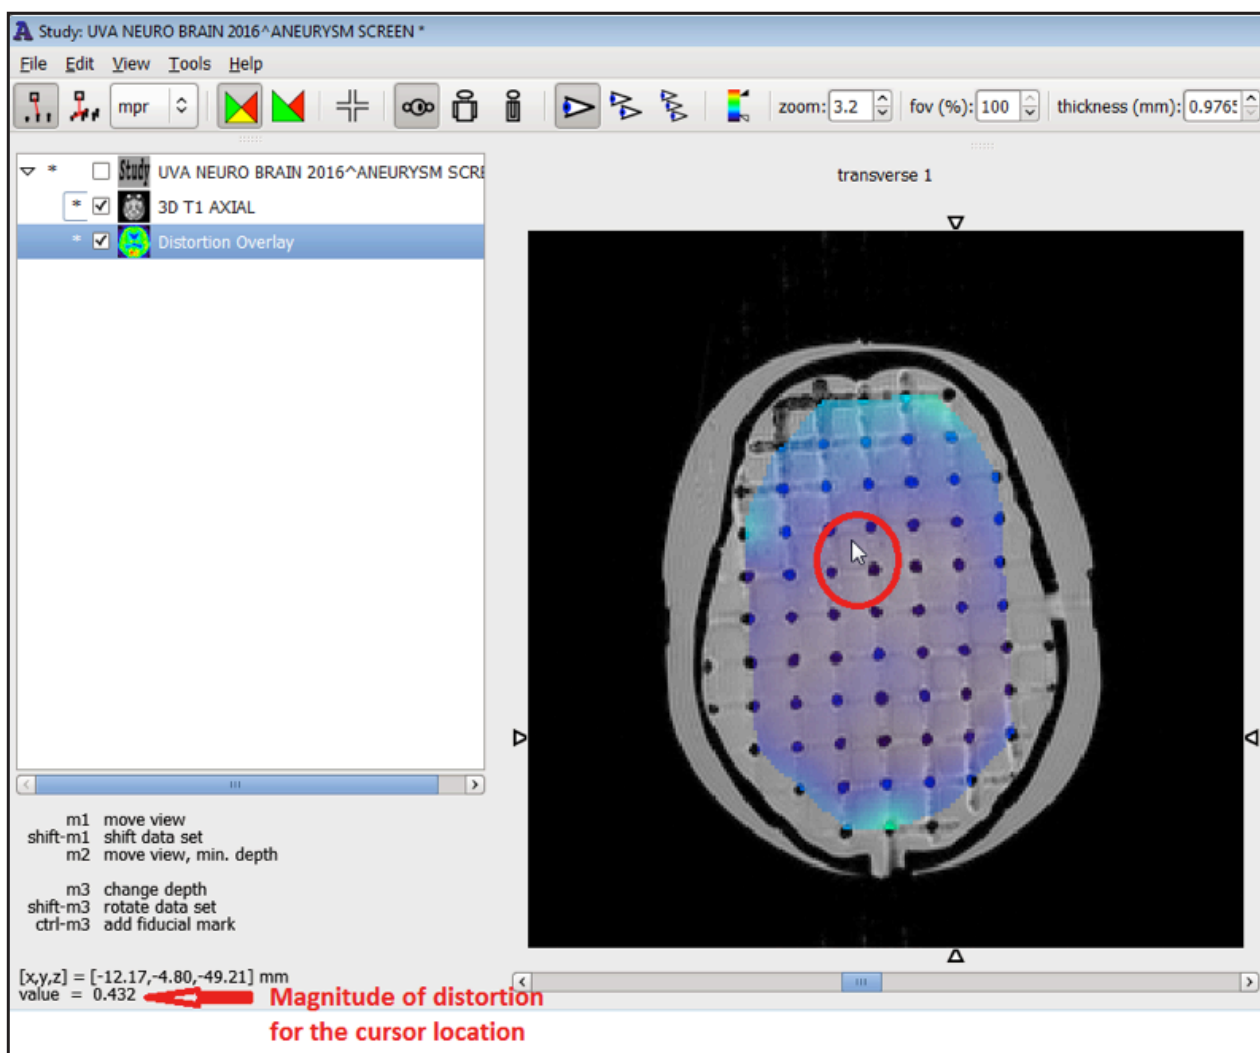 Study: UVA NEURO BRAIN 2016^ANEURYSM SCREEN *
File Edit View Tools Help
mpr zoom: 3.2 fov (%): 100 thickness (mm): 0.976
Study UVA NEURO BRAIN 2016^ANEURYSM SCRE
* 3D T1 AXIAL
* Distortion Overlay
transverse 1
m1 move view
shift-m1 shift data set
m2 move view, min. depth
m3 change depth
shift-m3 rotate data set
ctrl-m3 add fiducial mark
[x,y,z] = [-12.17,-4.80,-49.21] mm
value = 0.432
Magnitude of distortion
for the cursor location